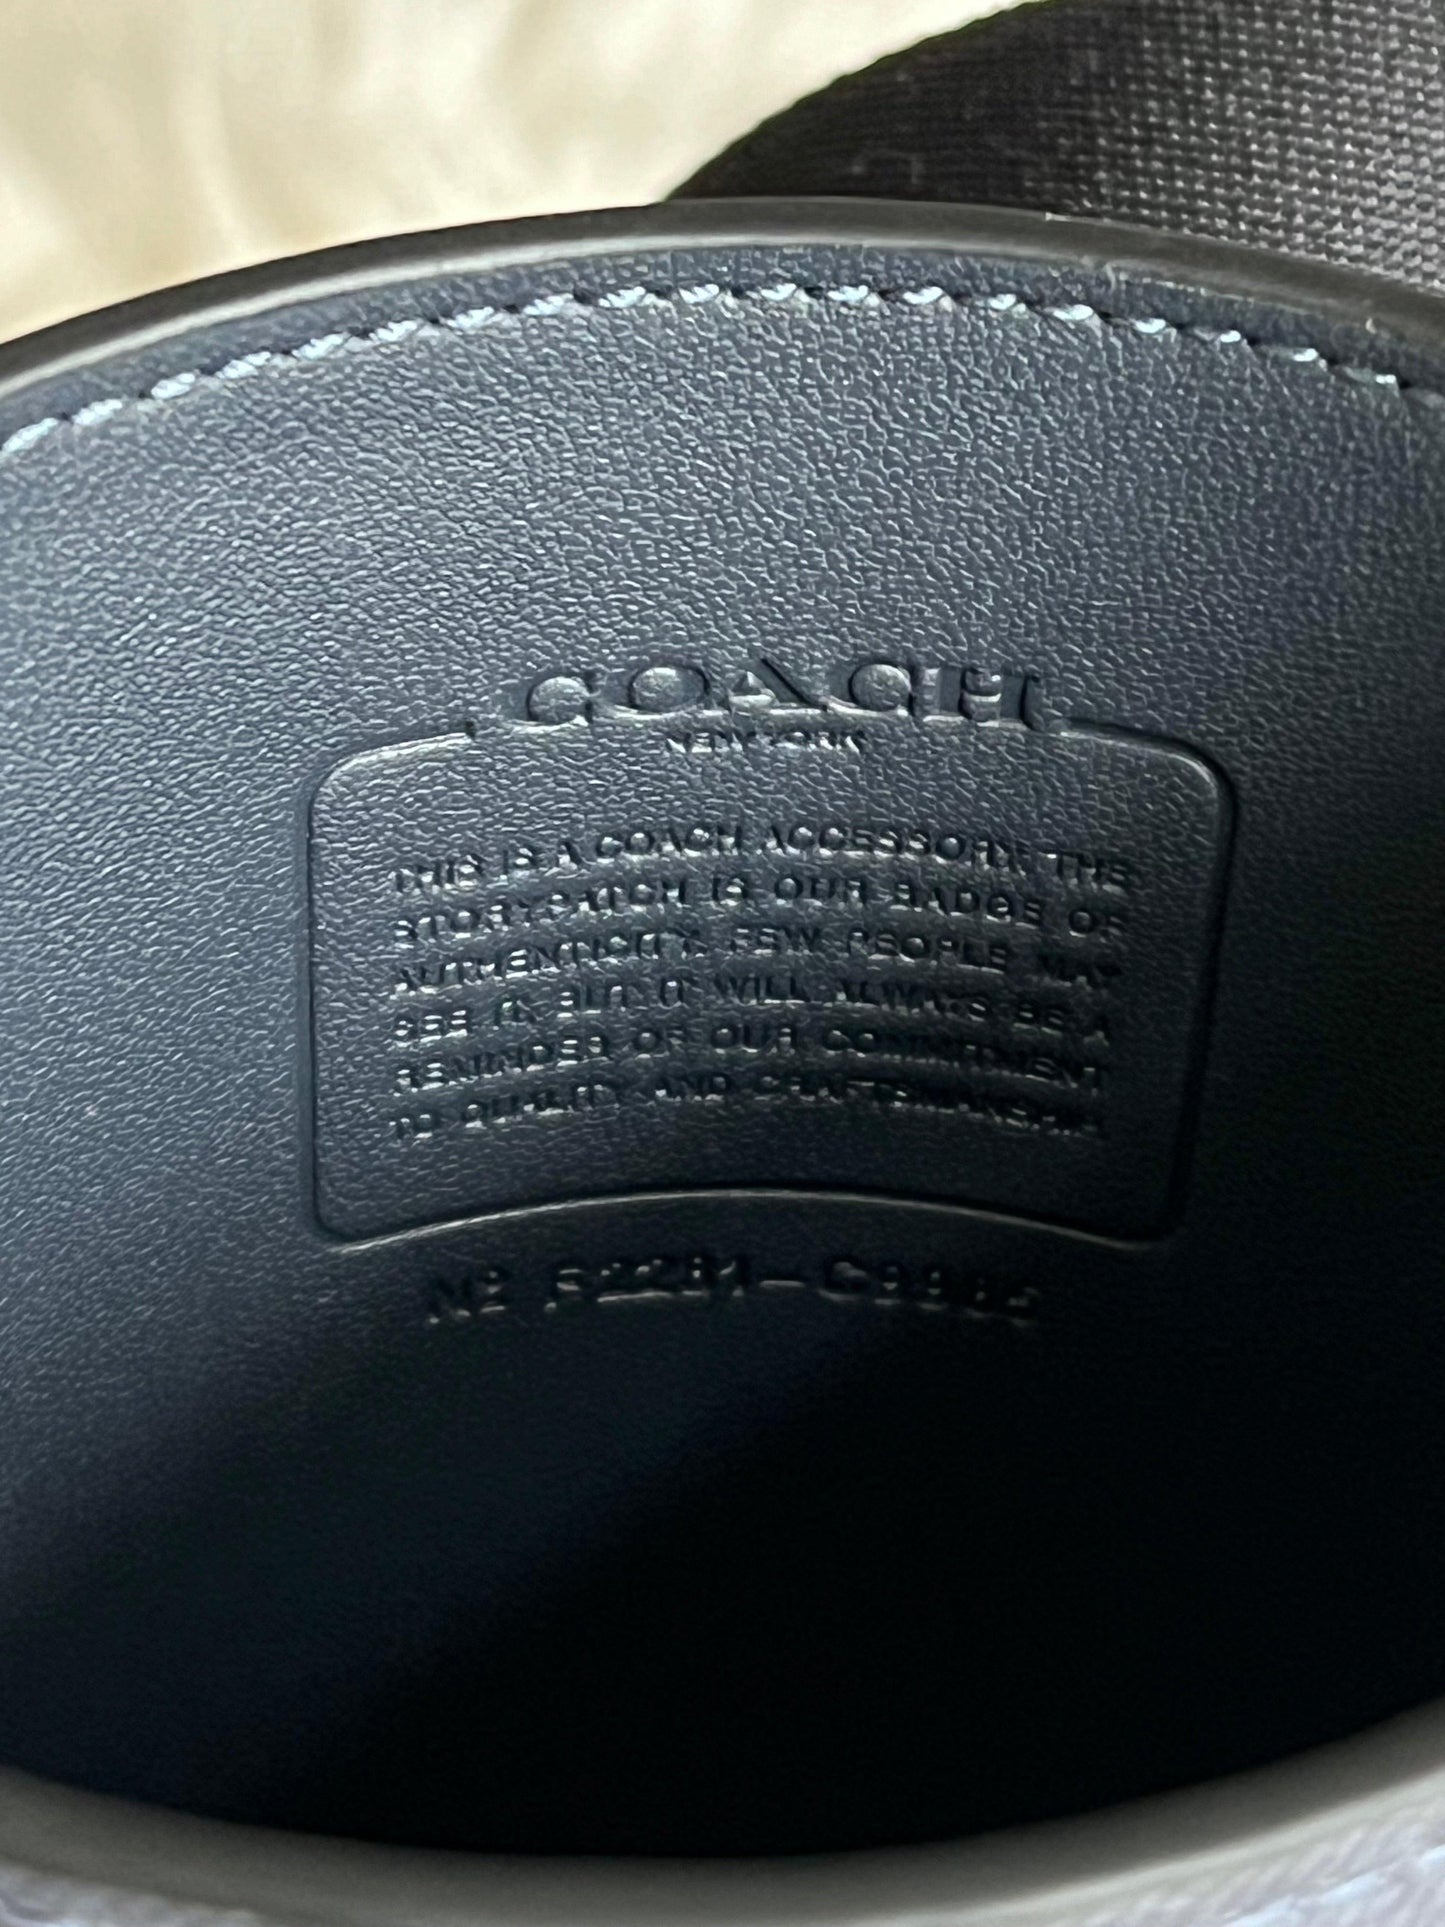 COACH
NEW YORK
THIS IS A COACH ACCESSORY. THE
STORYPATCH IS OUR BADGE OF
AUTHENTICITY. FEW PEOPLE MAY
SEE IT, BUT IT WILL ALWAYS BE A
REMINDER OF OUR COMMITMENT
TO QUALITY AND CRAFTSMANSHIP.
Nº